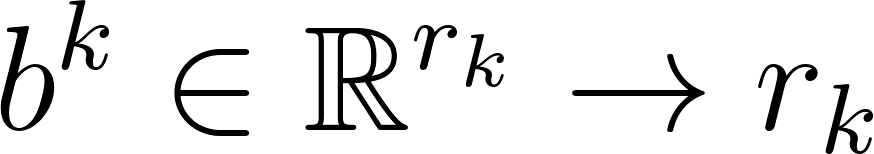 b^k ∈ ℝ^{r_k} → r_k